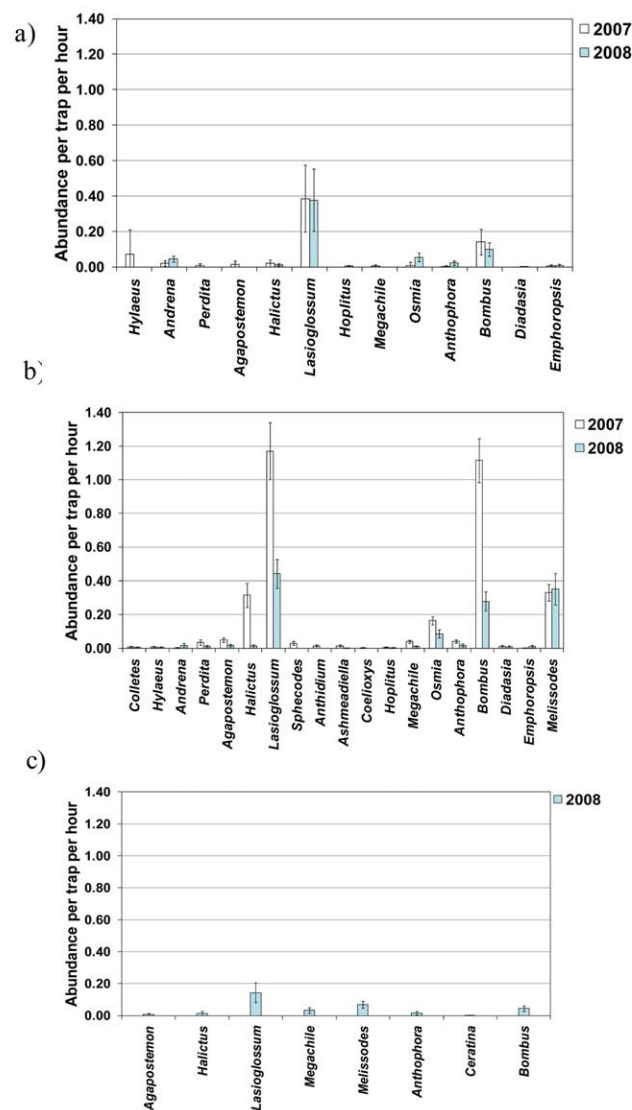 a)
Abundance per trap per hour
1.40
1.20
1.00
0.80
0.60
0.40
0.20
0.00
2007
2008
Hylaeus
Andrena
Perdita
Agapostemon
Halictus
Lasioglossum
Hoplitus
Megachile
Osmia
Anthophora
Bombus
Diadasia
Emphoropsis
b)
Abundance per trap per hour
1.40
1.20
1.00
0.80
0.60
0.40
0.20
0.00
2007
2008
Colletes
Hylaeus
Andrena
Perdita
Agapostemon
Halictus
Lasioglossum
Sphecodes
Anthidium
Ashmeadiella
Coelioxys
Hoplitus
Megachile
Osmia
Anthophora
Bombus
Diadasia
Emphoropsis
Melissodes
c)
Abundance per trap per hour
1.40
1.20
1.00
0.80
0.60
0.40
0.20
0.00
2008
Agapostemon
Halictus
Lasioglossum
Megachile
Melissodes
Anthophora
Ceratina
Bombus